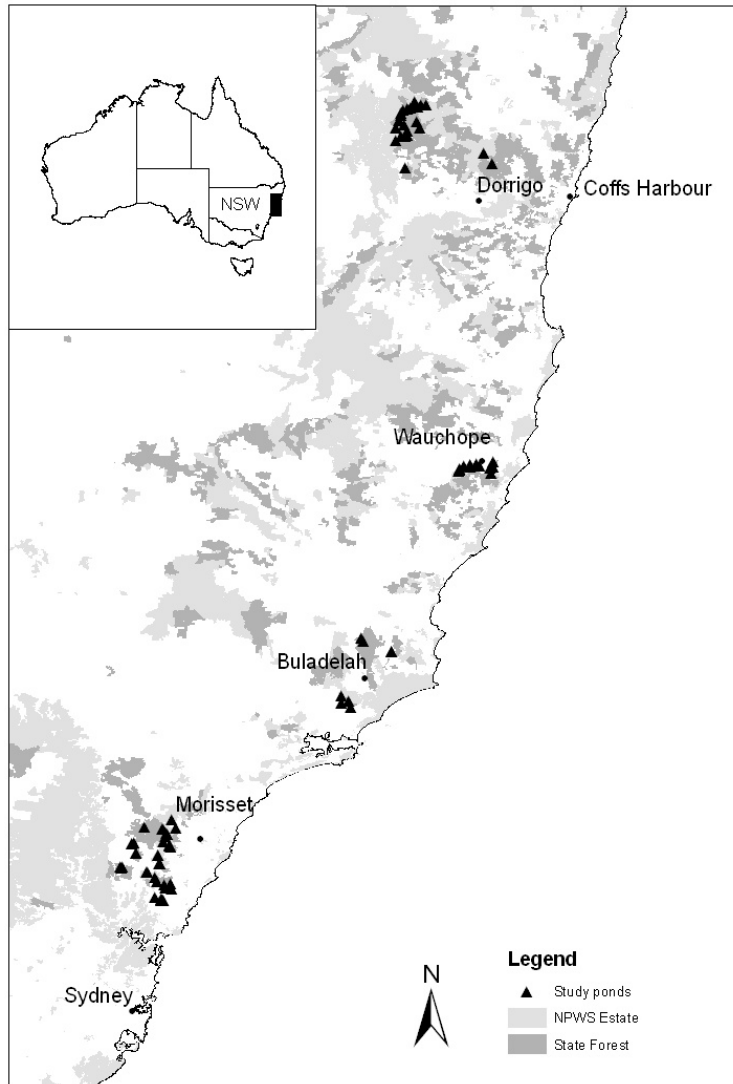 NSW
Dorrigo
Coffs Harbour
Wauchope
Buladelah
Morisset
Sydney
N
Legend
Study ponds
NPWS Estate
State Forest